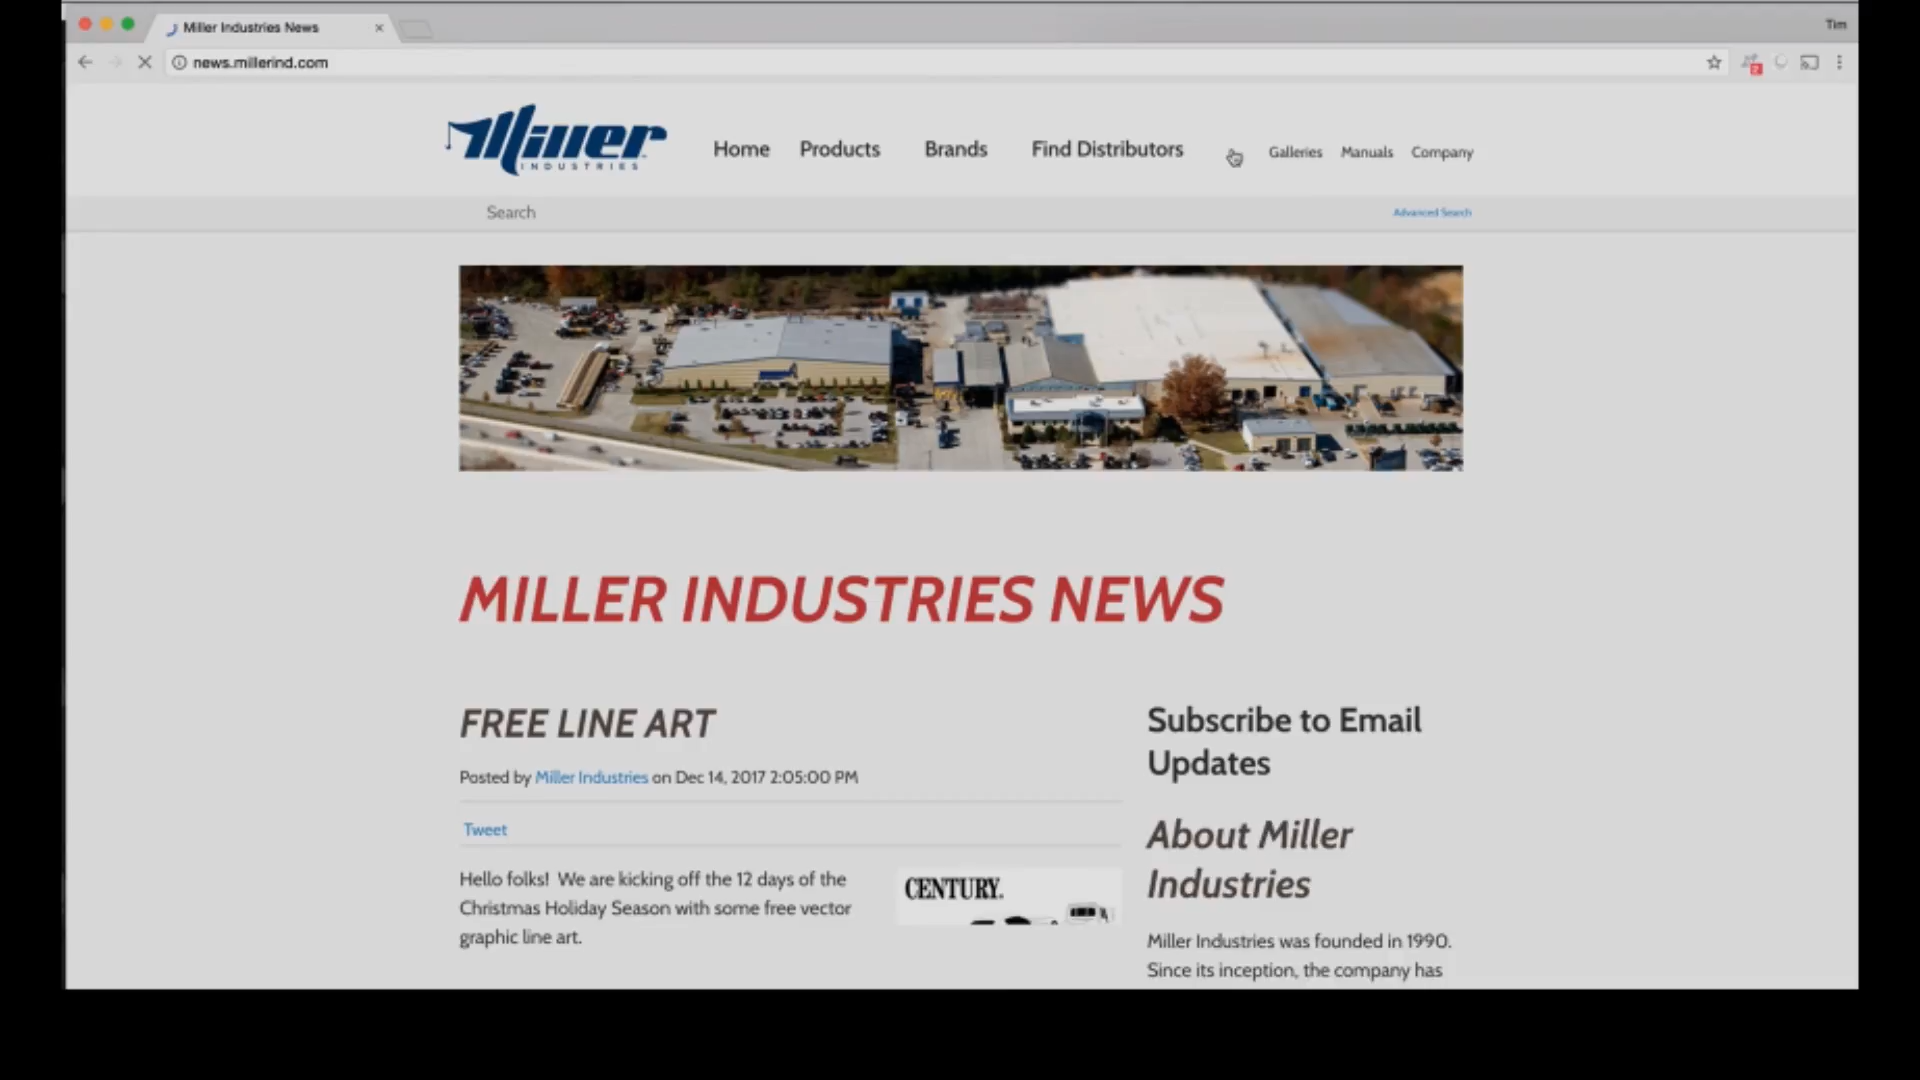 Miller Industries News
Tim
news.millerind.com
2
Miller
INDUSTRIES
Home Products Brands Find Distributors Galleries Manuals Company
Search
Advanced Search
MILLER INDUSTRIES NEWS
FREE LINE ART
Posted by Miller Industries on Dec 14, 2017 2:05:00 PM
Tweet
Hello folks! We are kicking off the 12 days of the
Christmas Holiday Season with some free vector
graphic line art.
CENTURY.
Subscribe to Email
Updates
About Miller
Industries
Miller Industries was founded in 1990.
Since its inception, the company has